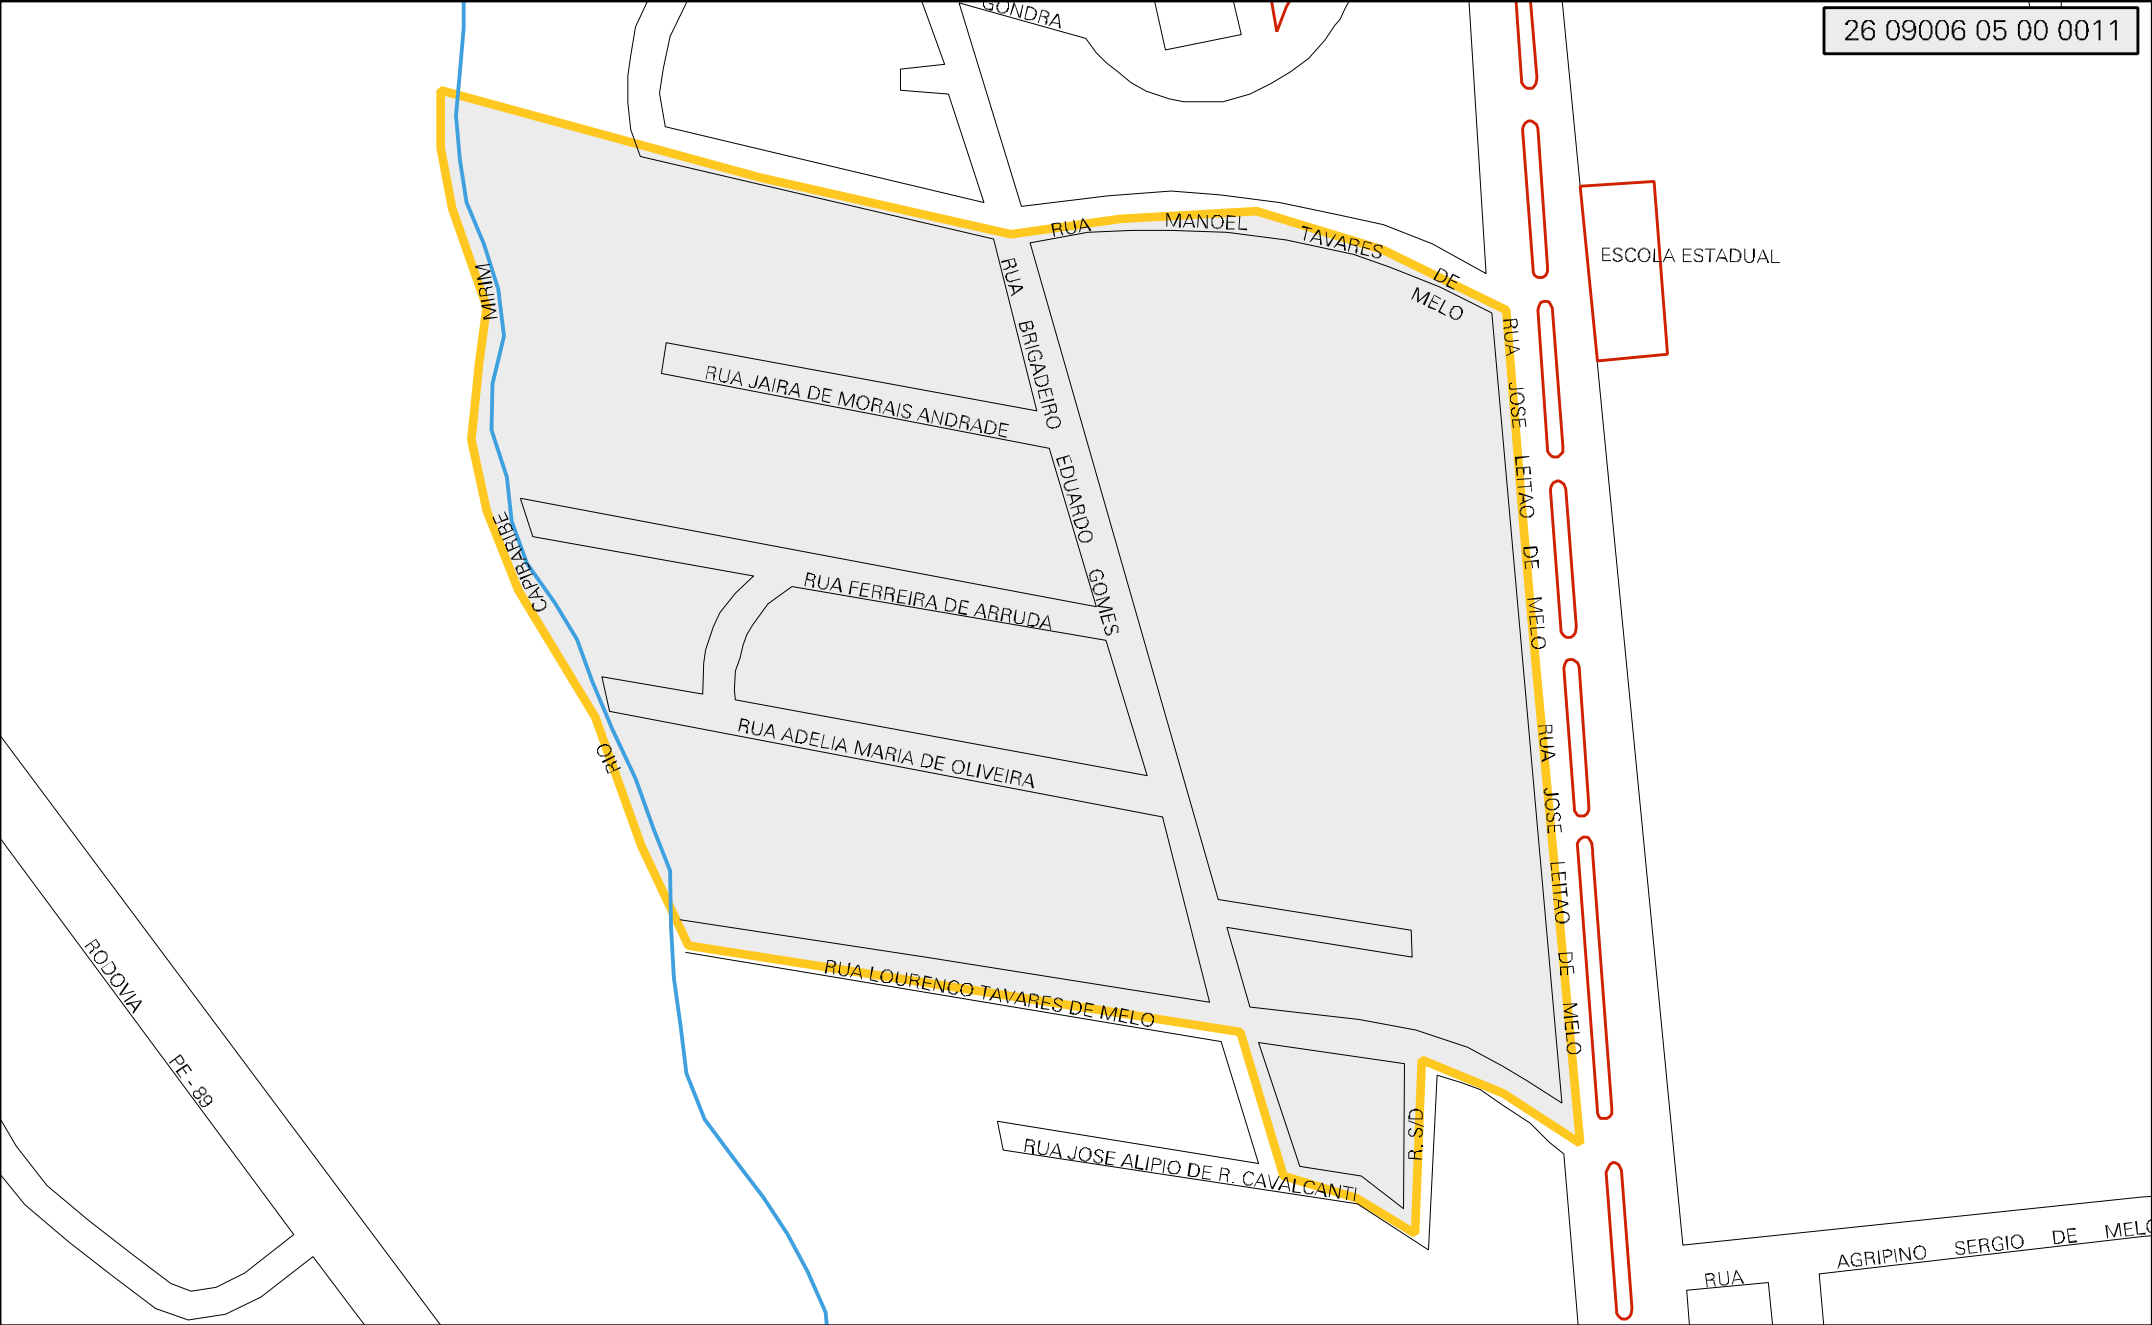 GONDRA
26 09006 05 00 0011
RUA MANOEL TAVARES DE MELO
ESCOLA ESTADUAL
RUA BRIGADEIRO EDUARDO GOMES
RUA JAIRA DE MORAIS ANDRADE
RUA JOSE LEITAO DE MELO
RUA FERREIRA DE ARRUDA
RIO CAPIBARIBE MIRIM
RUA ADELIA MARIA DE OLIVEIRA
RUA JOSE LEITAO DE MELO
RUA LOURENCO TAVARES DE MELO
RODOVIA PE - 89
R. S/D
RUA JOSE ALIPIO DE R. CAVALCANTI
RUA AGRIPINO SERGIO DE MELO